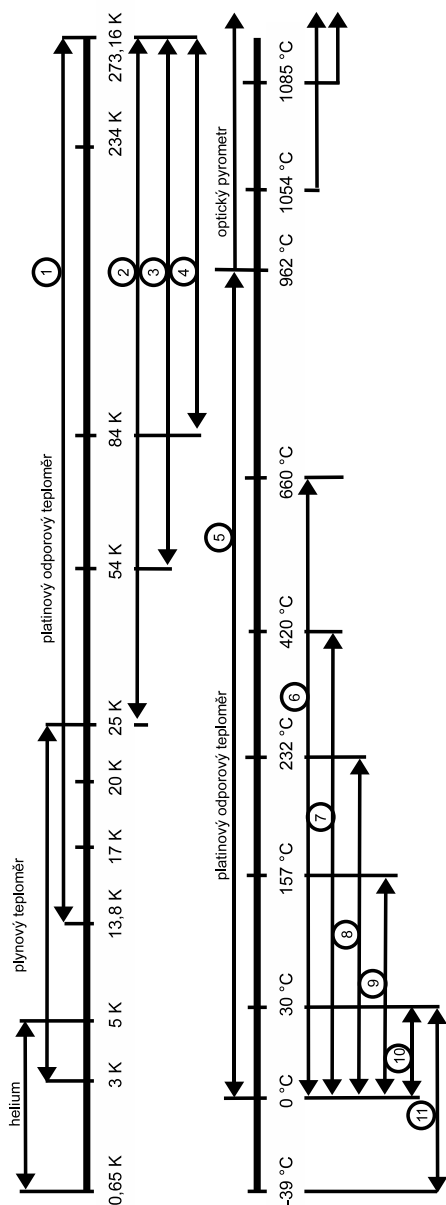 helium
plynový teploměr
platinový odporový teploměr
1
0,65 K
3 K
5 K
13,8 K
17 K
20 K
25 K
54 K
84 K
234 K
273,16 K
2
3
4
platinový odporový teploměr
optický pyrometr
5
-39 °C
0 °C
30 °C
157 °C
232 °C
420 °C
660 °C
962 °C
1054 °C
1085 °C
6
7
8
9
10
11